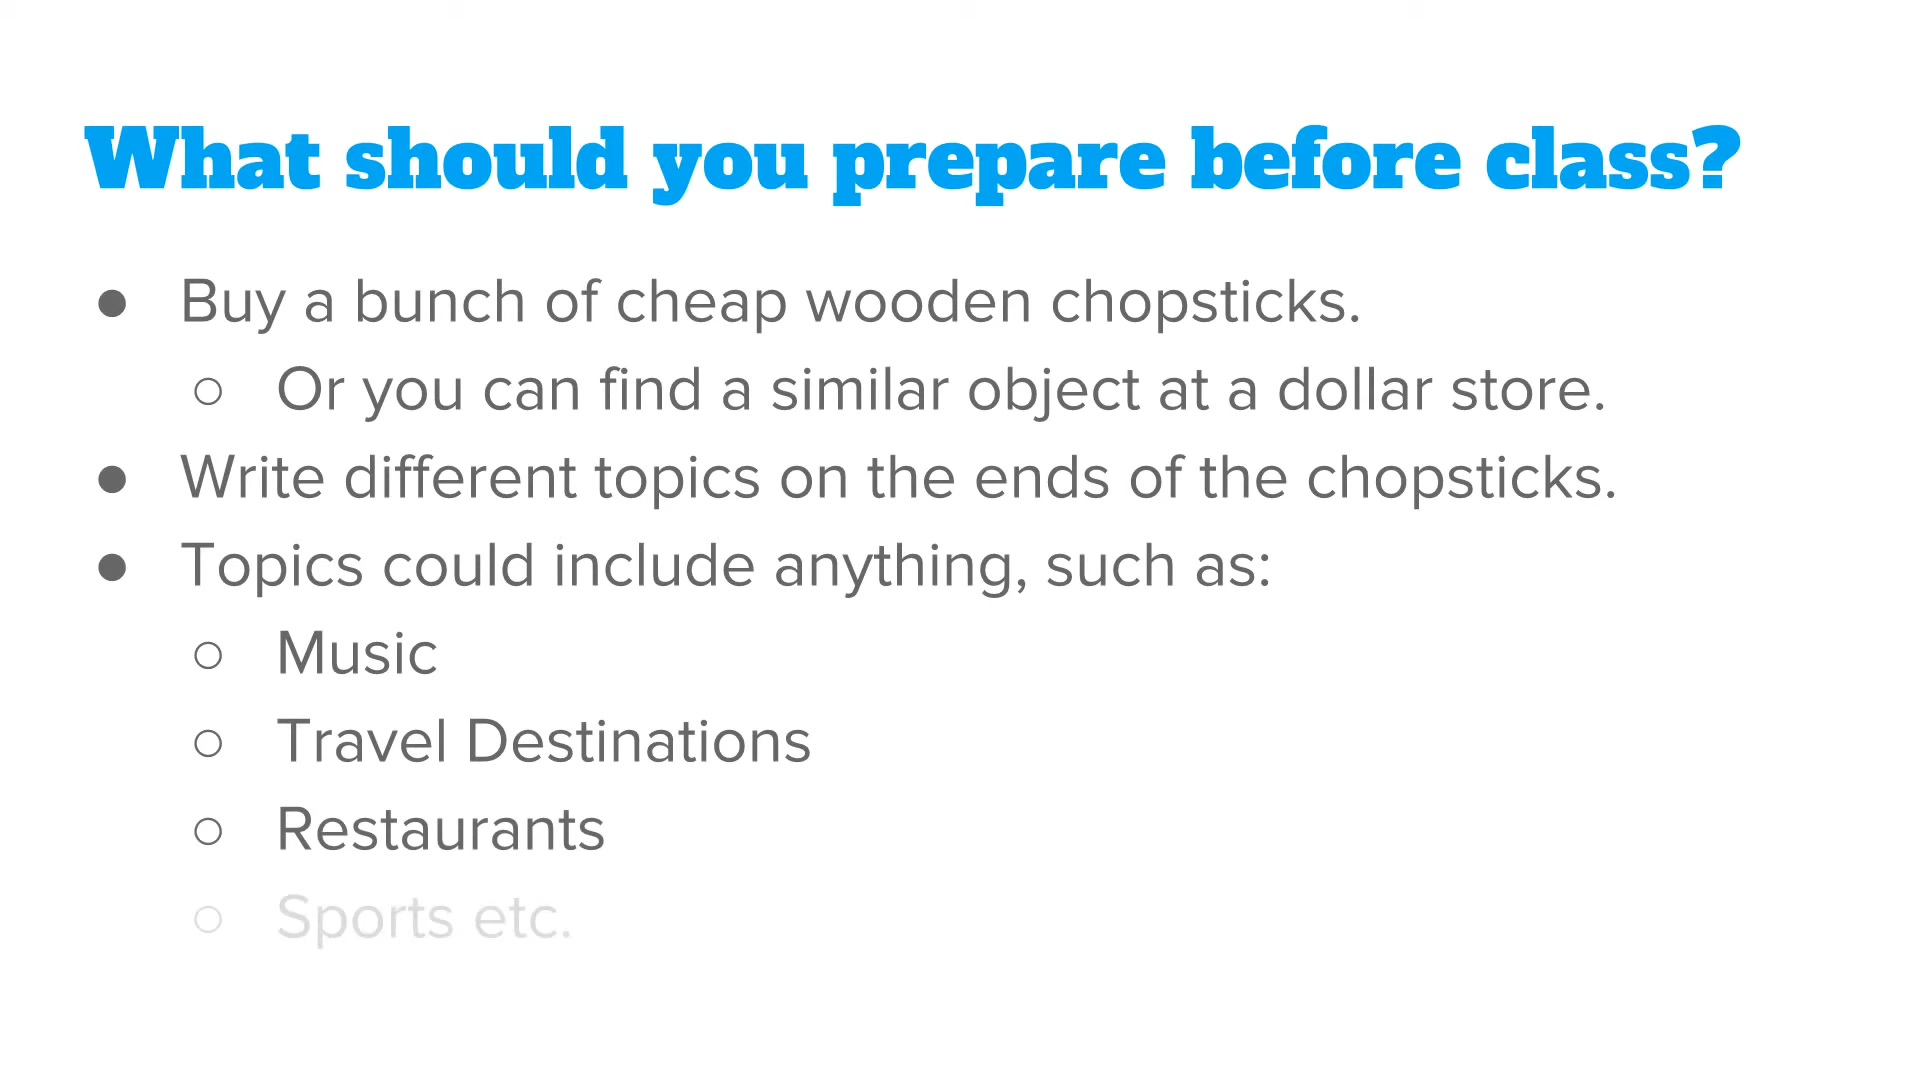 What should you prepare before class?
● Buy a bunch of cheap wooden chopsticks.
○ Or you can find a similar object at a dollar store.
● Write different topics on the ends of the chopsticks.
● Topics could include anything, such as:
○ Music
○ Travel Destinations
○ Restaurants
○ Sports etc.